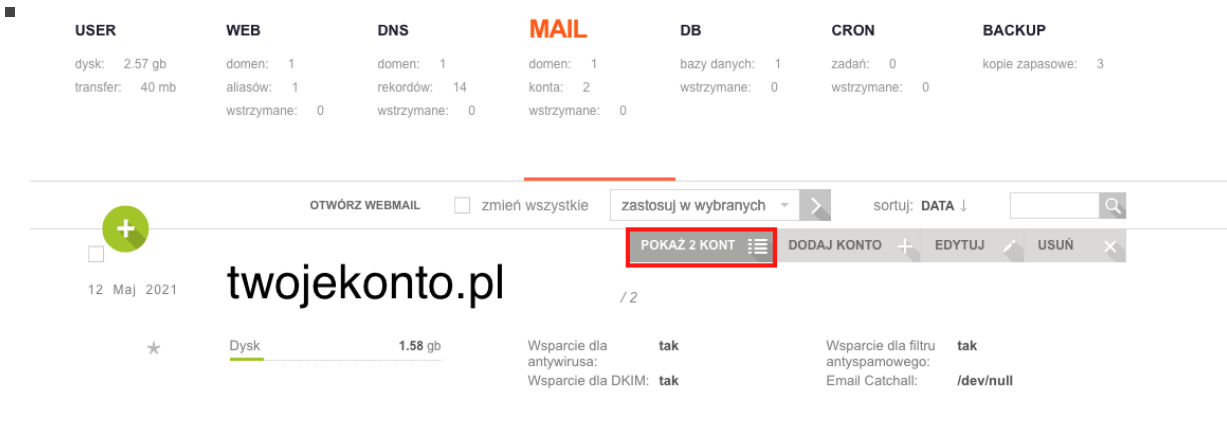 USER WEB DNS MAIL DB CRON BACKUP
dysk: 2.57 gb domen: 1 domen: 1 domen: 1 bazy danych: 1 zadań: 0 kopie zapasowe: 3
transfer: 40 mb aliasów: 1 rekordów: 14 konta: 2 wstrzymane: 0 wstrzymane: 0
wstrzymane: 0 wstrzymane: 0 wstrzymane: 0
OTWÓRZ WEBMAIL zmień wszystkie zastosuj w wybranych sortuj: DATA ↓
POKAŻ 2 KONT DODAJ KONTO EDYTUJ USUŃ
12 Maj 2021 twojekonto.pl / 2
Dysk 1.58 gb Wsparcie dla tak Wsparcie dla filtru tak
antywirusa: antyspamowego:
Wsparcie dla DKIM: tak Email Catchall: /dev/null